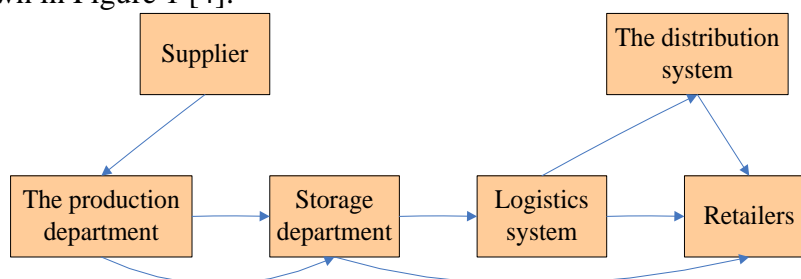 wn in Figure 1 [4].
Supplier
The distribution
system
The production
department
Storage
department
Logistics
system
Retailers